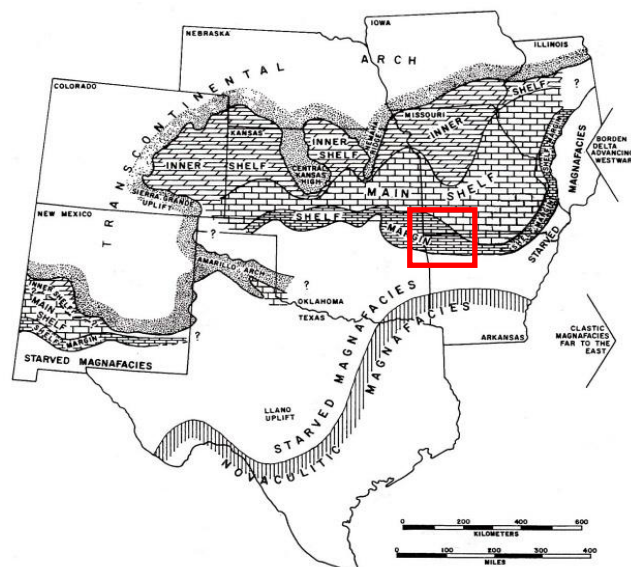 NEBRASKA
IOWA
ILLINOIS
TRANSCONTINENTAL ARCH
COLORADO
SHELF
?
MISSOURI
KANSAS
INNER
INNER SHELF
INNER SHELF
CENTRAL KANSAS HIGH
BORDEN
DELTA
ADVANCING
WESTWARD
MAGNAFACIES
MAIN SHELF
SIERRA GRANDE
UPLIFT
SHELF MARGIN
NEW MEXICO
?
STARVED
AMARILLO ARCH
?
INNER SHELF
MAIN
SHELF
SHELF MARGIN
?
?
OKLAHOMA
TEXAS
ARKANSAS
CLASTIC
MAGNAFACIES
FAR TO THE
EAST
STARVED MAGNAFACIES
STARVED MAGNAFACIES
LLANO
UPLIFT
NOVACULITIC MAGNAFACIES
0 200 400 600
KILOMETERS
0 100 200 300 400
MILES